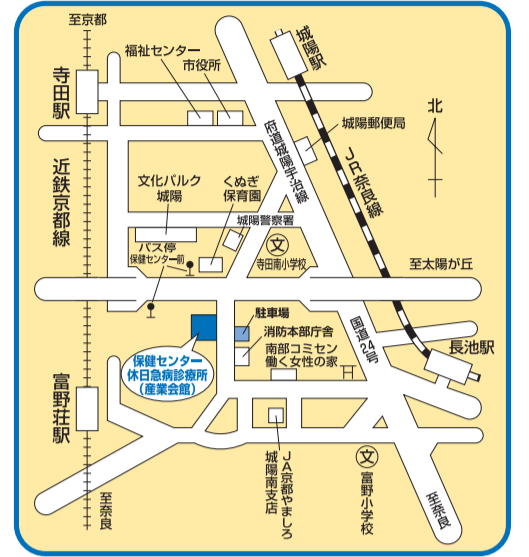 至京都
福祉センター
市役所
城陽駅
寺田駅
府道城陽宇治線
城陽郵便局
北
JR奈良線
近鉄京都線
文化パルク
城陽
くぬぎ
保育園
城陽警察署
文
寺田南小学校
バス停
保健センター前
至太陽が丘
駐車場
消防本部庁舎
国道24号
南部コミセン
働く女性の家
長池駅
保健センター
休日急病診療所
(産業会館)
富野荘駅
JA京都やましろ
城陽南支店
文
富野小学校
至奈良
至奈良